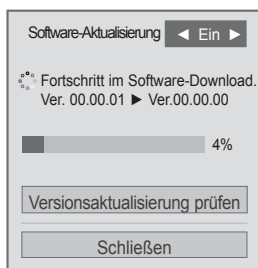 Software-Aktualisierung ◄ Ein ►
Fortschritt im Software-Download.
Ver. 00.00.01 ► Ver.00.00.00
4%
Versionsaktualisierung prüfen
Schließen